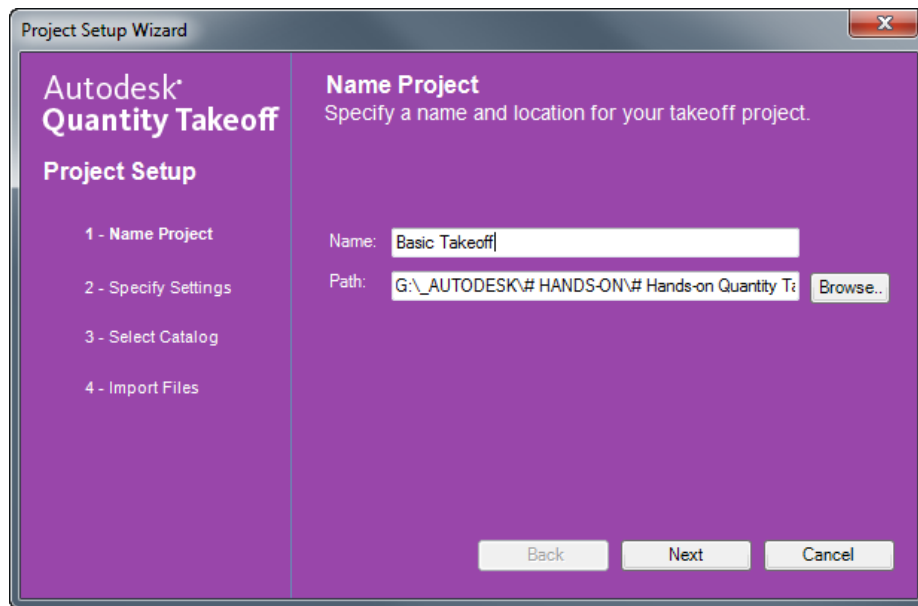 Project Setup Wizard
Autodesk
Quantity Takeoff
Project Setup
1 - Name Project
2 - Specify Settings
3 - Select Catalog
4 - Import Files
Name Project
Specify a name and location for your takeoff project.
Name: Basic Takeoff
Path: G:\_AUTODESK\# HANDS-ON\# Hands-on Quantity Ta Browse..
Back Next Cancel